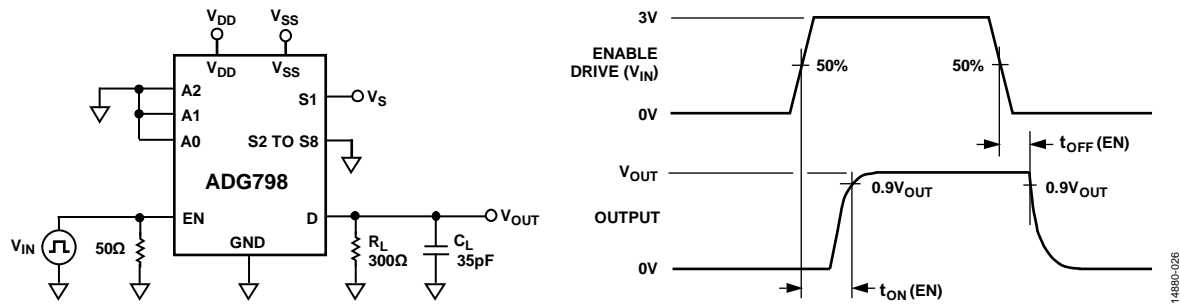 VDD
VSS
VDD
VSS
A2
A1
A0
S1
VS
S2 TO S8
ADG798
EN
D
VOUT
VIN
50Ω
GND
RL
300Ω
CL
35pF
3V
ENABLE
DRIVE (VIN)
50%
50%
0V
tOFF (EN)
VOUT
0.9VOUT
0.9VOUT
OUTPUT
0V
tON (EN)
14880-026